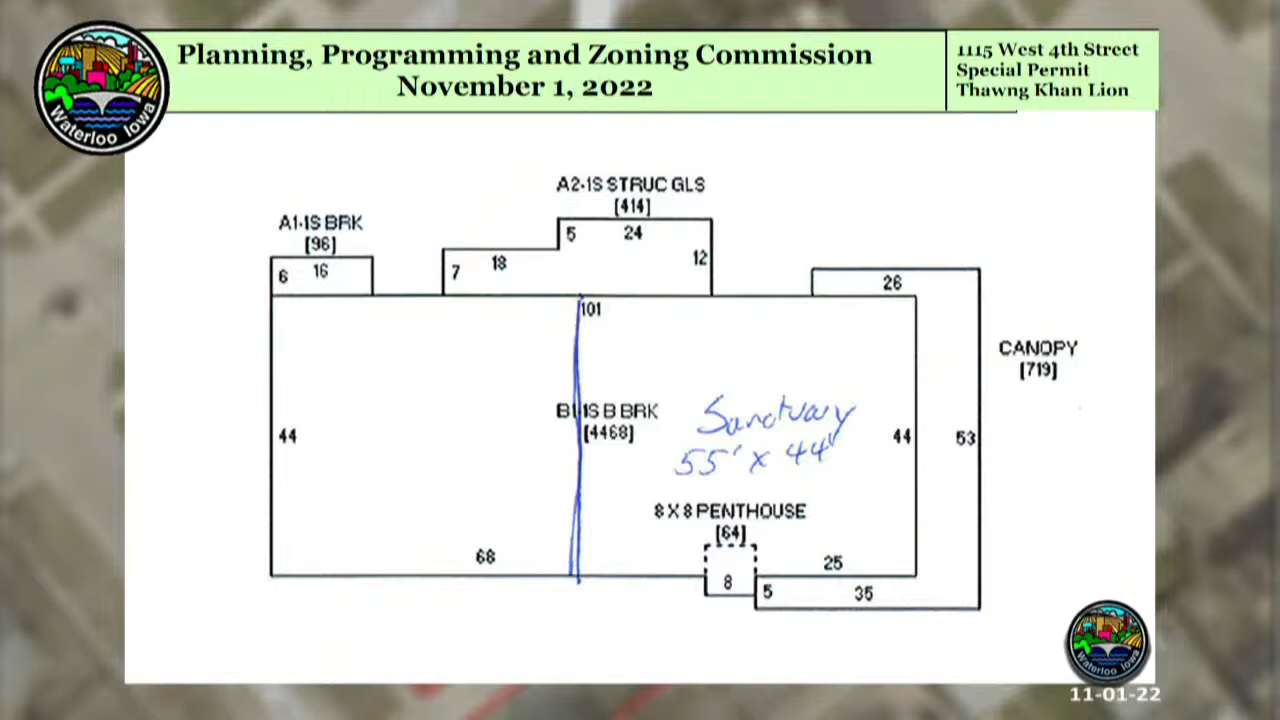 Planning, Programming and Zoning Commission
November 1, 2022
1115 West 4th Street
Special Permit
Thawng Khan Lion
Waterloo Iowa
A2-1S STRUC GLS
[414]
A1-1S BRK
[96]
5 24
12
6 16
7 18
26
101
CANOPY
[719]
B1-1S B BRK
[4468]
Sanctuary
55' x 44'
44
44
53
8 X 8 PENTHOUSE
[64]
68
25
8
5
35
Waterloo Iowa
11-01-22